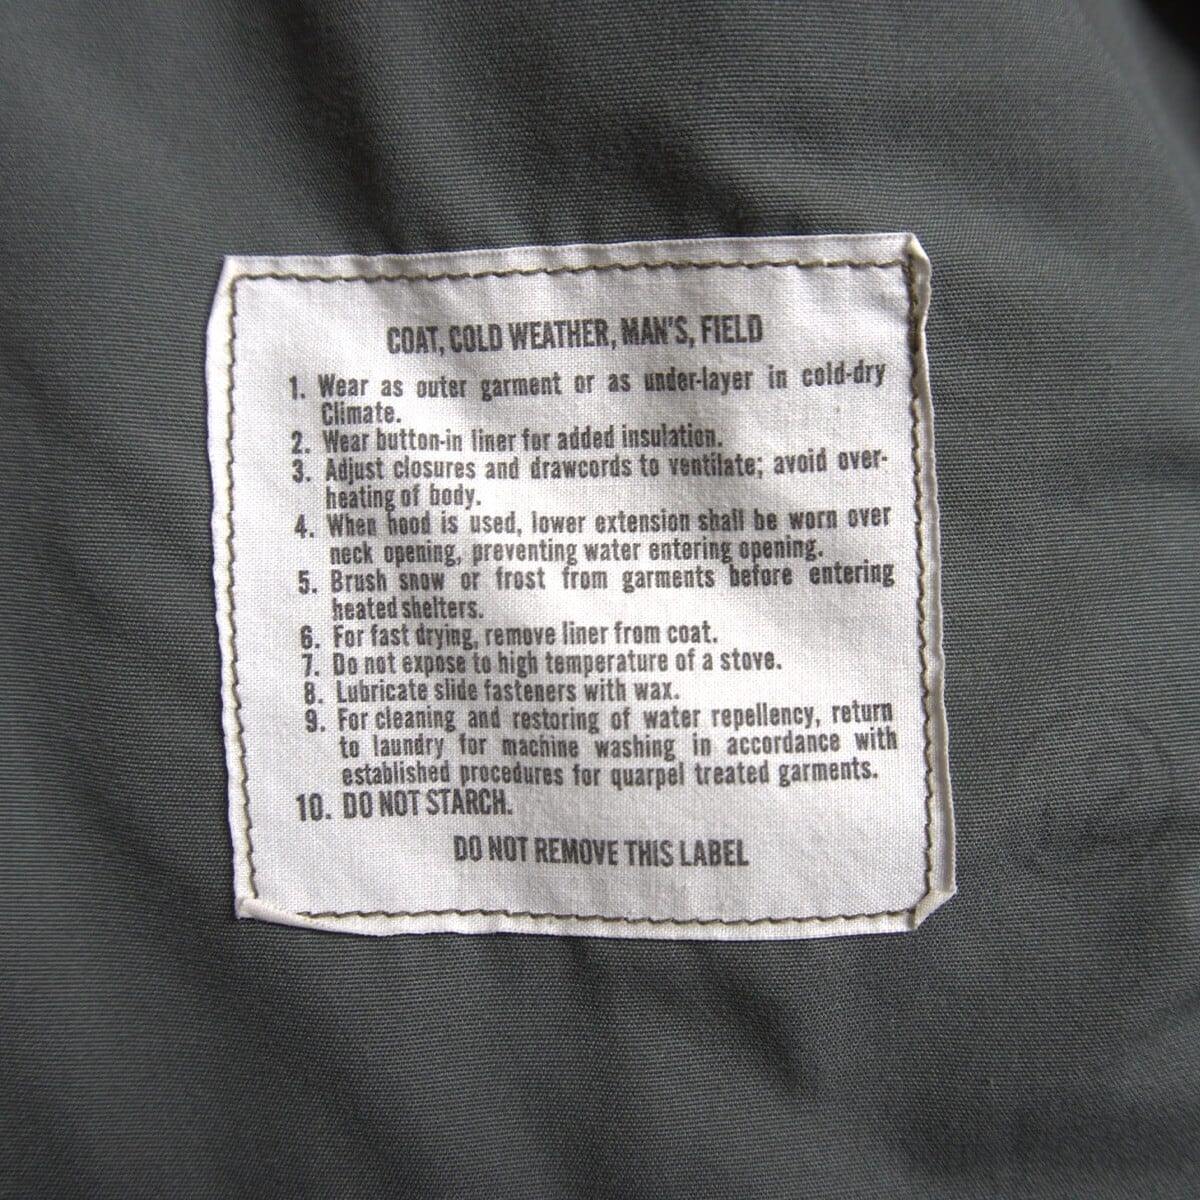 COAT, COLD WEATHER, MAN'S, FIELD
1. Wear as outer garment or as under-layer in cold-dry
Climate.
2. Wear button-in liner for added insulation.
3. Adjust closures and drawcords to ventilate; avoid over-
heating of body.
4. When hood is used, lower extension shall be worn over
neck opening, preventing water entering opening.
5. Brush snow or frost from garments before entering
heated shelters.
6. For fast drying, remove liner from coat.
7. Do not expose to high temperature of a stove.
8. Lubricate slide fasteners with wax.
9. For cleaning and restoring of water repellency, return
to laundry for machine washing in accordance with
established procedures for quarpel treated garments.
10. DO NOT STARCH.
DO NOT REMOVE THIS LABEL